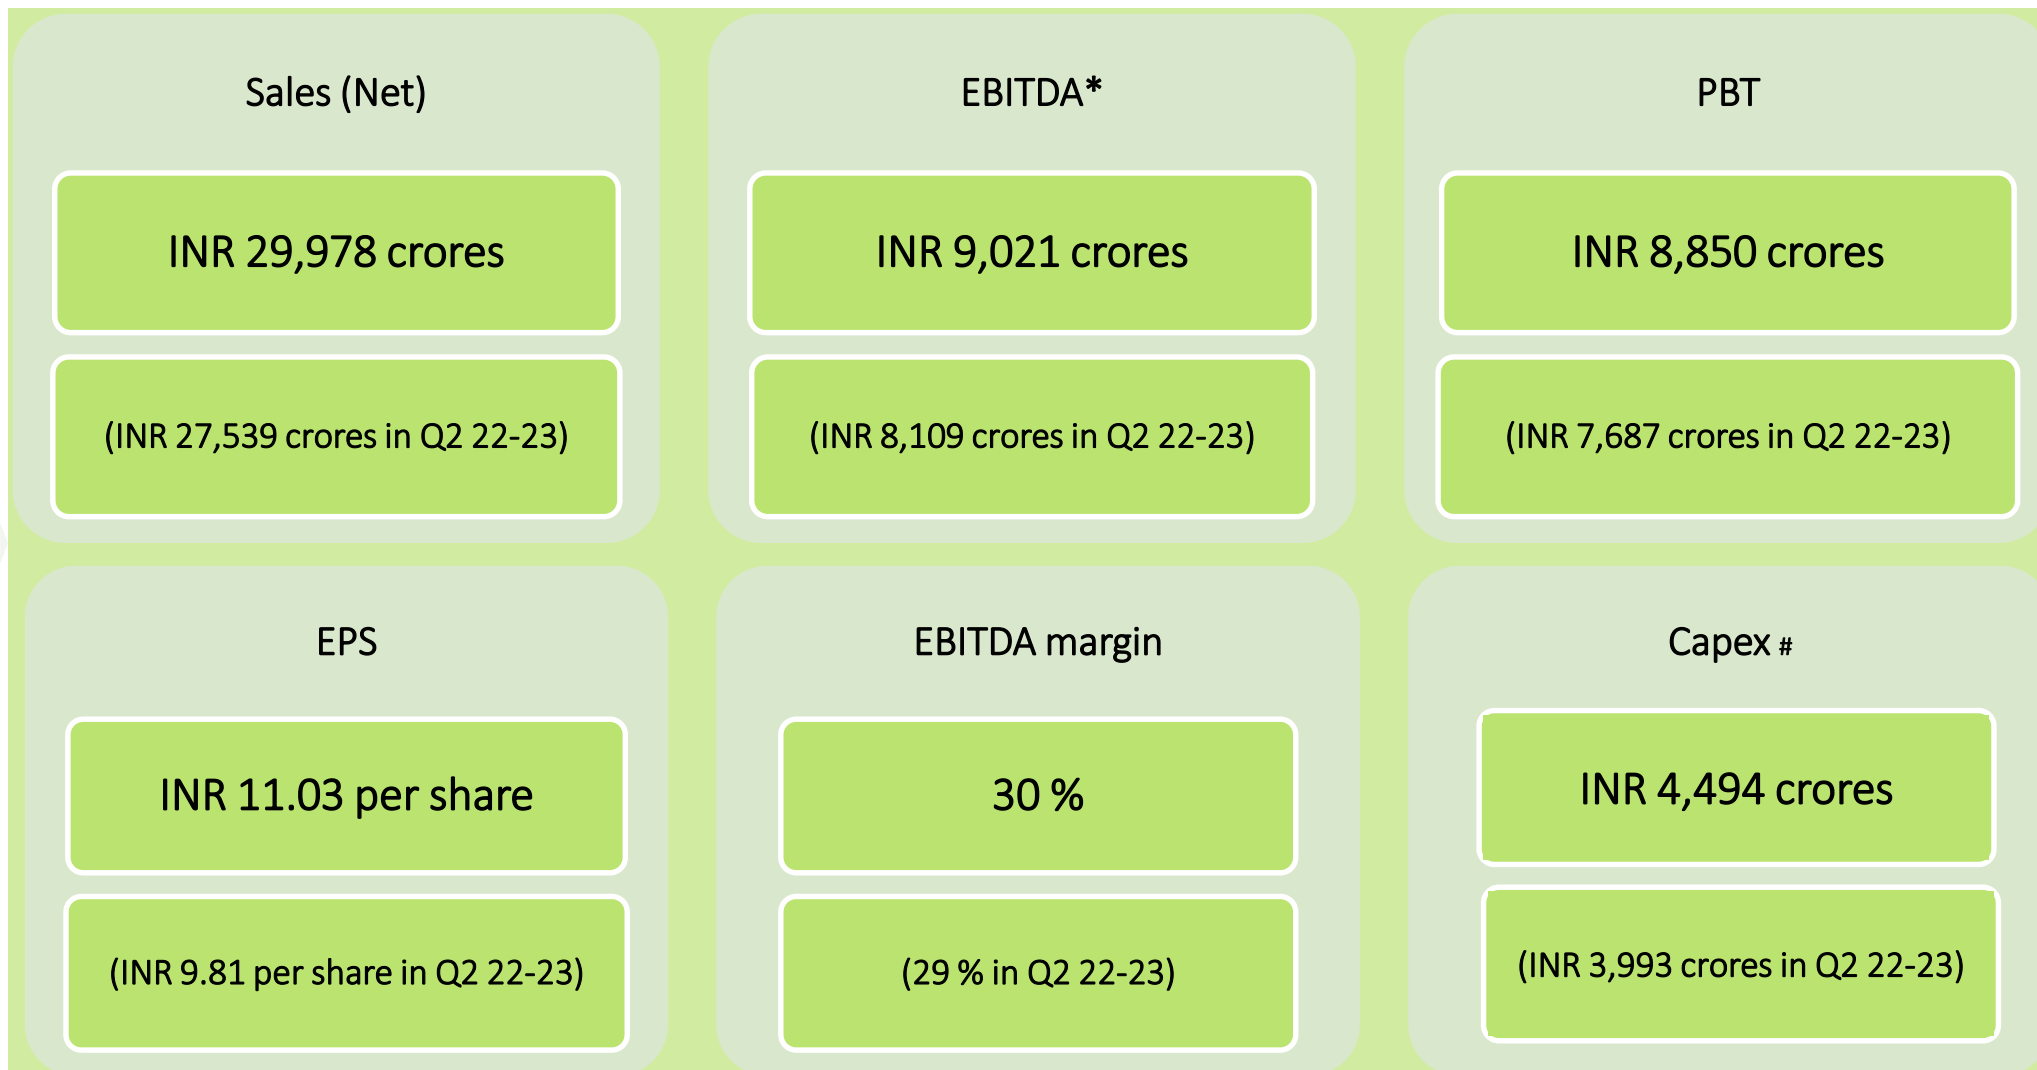 Sales (Net)
INR 29,978 crores
(INR 27,539 crores in Q2 22-23)
EBITDA*
INR 9,021 crores
(INR 8,109 crores in Q2 22-23)
PBT
INR 8,850 crores
(INR 7,687 crores in Q2 22-23)
EPS
INR 11.03 per share
(INR 9.81 per share in Q2 22-23)
EBITDA margin
30 %
(29 % in Q2 22-23)
Capex #
INR 4,494 crores
(INR 3,993 crores in Q2 22-23)